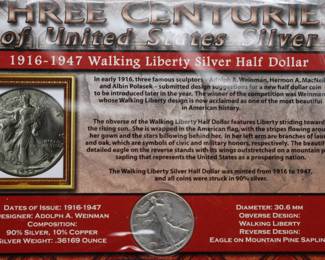 THREE CENTURIE
of United States Silver
1916-1947 Walking Liberty Silver Half Dollar
In early 1916, three famous sculptors - Adolph A. Weinman, Hermon A. MacNeil
and Albin Polasek – submitted design suggestions for a new half dollar coin
to be introduced later in the year. The winner of the competition was Weinman
whose Walking Liberty design is now acclaimed as one of the most beautiful
in American history.
The obverse of the Walking Liberty Half Dollar features Liberty striding toward
the rising sun. She is wrapped in the American flag, with the stripes flowing
her gown and the stars billowing behind her. In her left arm are branches of
and oak, which are symbols of civic and military honors, respectively. The
detailed eagle on the reverse stands with its wings outstretched on a mountain
sapling that represents the United States as a prospering nation.
The Walking Liberty Silver Half Dollar was minted from 1916 to 1947,
and all coins were struck in 90% silver.
Dates of Issue: 1916-1947
Designer: Adolph A. Weinman
Composition:
90% Silver, 10% Copper
Silver Weight: .36169 Ounce
Diameter: 30.6 mm
Obverse Design:
Walking Liberty
Reverse Design:
Eagle on Mountain Pine Saplin